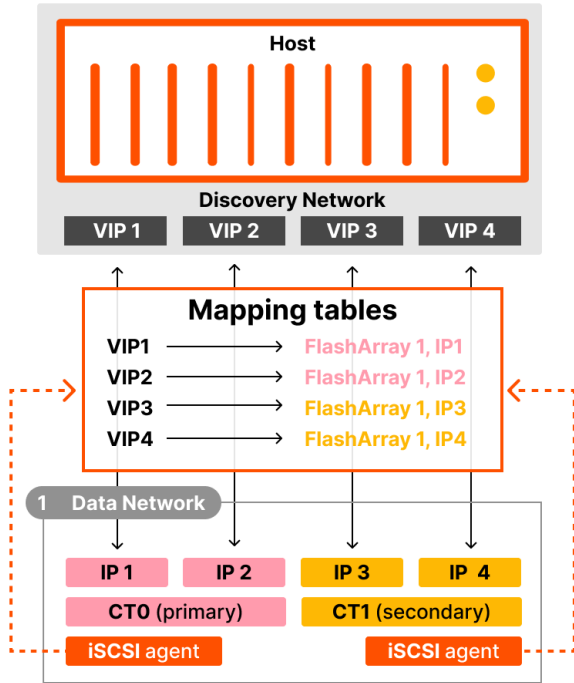 Host
Discovery Network
VIP 1 VIP 2 VIP 3 VIP 4
Mapping tables
VIP1 FlashArray 1, IP1
VIP2 FlashArray 1, IP2
VIP3 FlashArray 1, IP3
VIP4 FlashArray 1, IP4
1 Data Network
IP 1 IP 2 IP 3 IP 4
CT0 (primary) CT1 (secondary)
iSCSI agent iSCSI agent